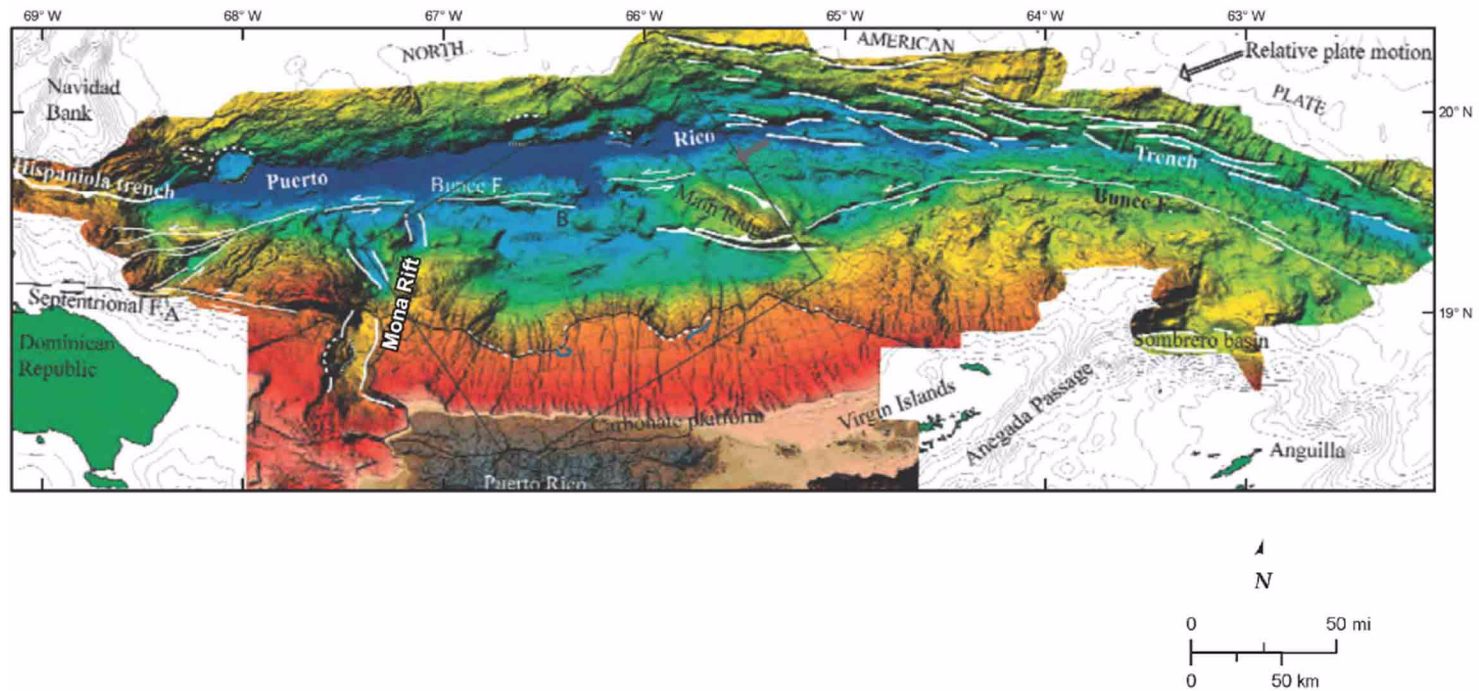 69° W 68° W 67° W 66° W 65° W 64° W 63° W
NORTH
AMERICAN
Relative plate motion
PLATE
Navidad
Bank
20° N
Rico
Trench
Hispaniola trench
Puerto
Bunce F.
Main Ridge
Bunce F.
B
Mona Rift
Septentrional F.
A
19° N
Dominican
Republic
Sombrero basin
Virgin Islands
Anegada Passage
Carbonate platform
Anguilla
Puerto Rico
N
0 50 mi
0 50 km